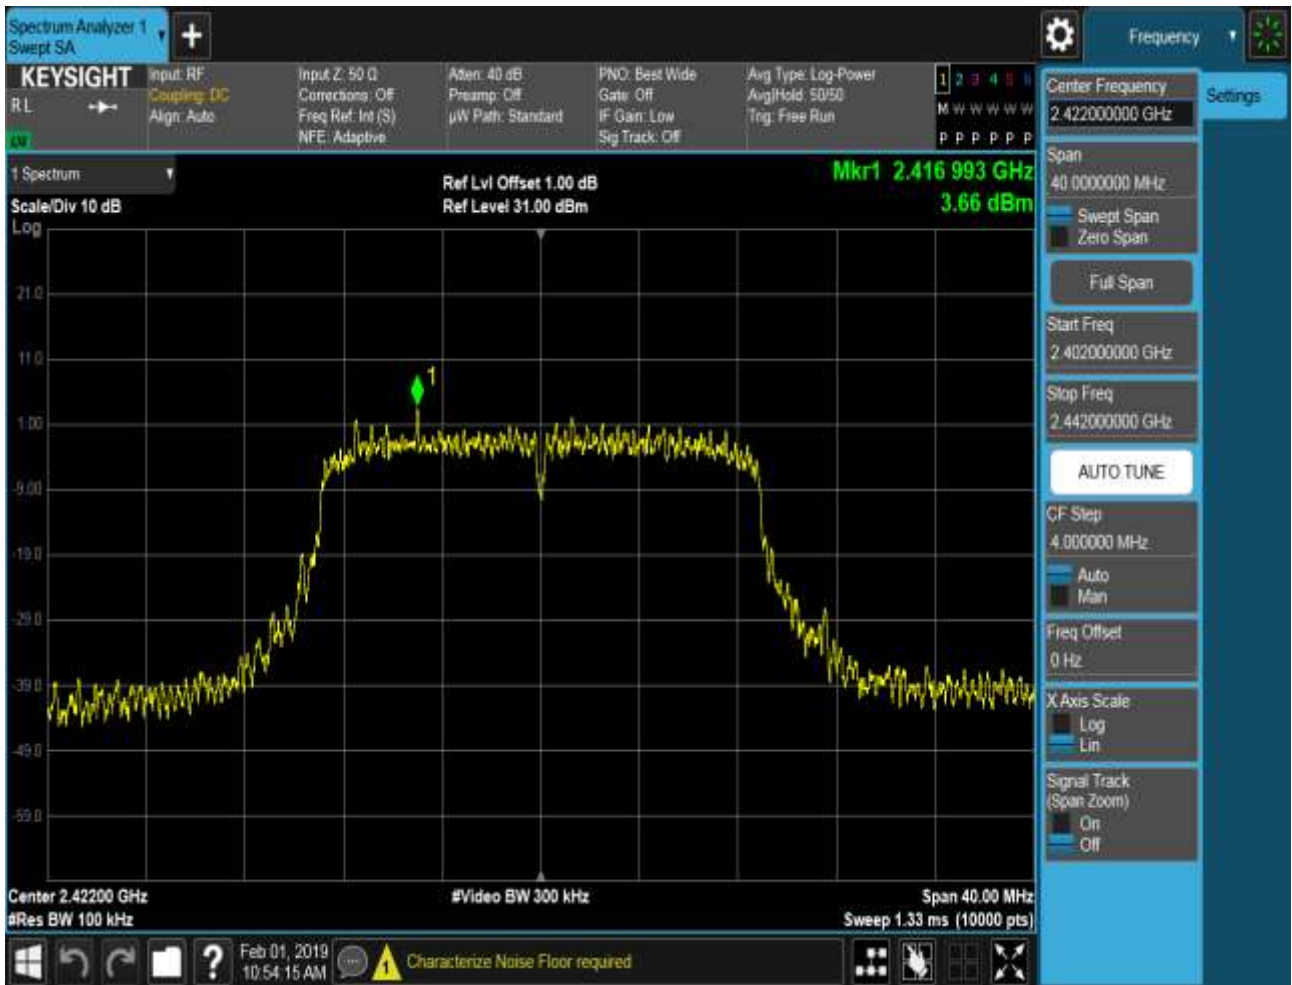 Spectrum Analyzer 1
Swept SA
+
Frequency
KEYSIGHT
R L
Input: RF
Coupling: DC
Align: Auto
Input Z: 50 Ω
Corrections: Off
Freq Ref: Int (S)
NFE: Adaptive
Atten: 40 dB
Preamp: Off
µW Path: Standard
PNO: Best Wide
Gate: Off
IF Gain: Low
Sig Track: Off
Avg Type: Log-Power
Avg|Hold: 50/50
Trig: Free Run
1 2 3 4 5 6
M W W W W W
P P P P P P
1 Spectrum
Scale/Div 10 dB
Log
Ref Lvl Offset 1.00 dB
Ref Level 31.00 dBm
Mkr1 2.416 993 GHz
3.66 dBm
21.0
11.0
1.00
-9.00
-19.0
-29.0
-39.0
-49.0
-59.0
1
Center 2.42200 GHz
#Res BW 100 kHz
#Video BW 300 kHz
Span 40.00 MHz
Sweep 1.33 ms (10000 pts)
Center Frequency
2.422000000 GHz
Settings
Span
40.0000000 MHz
Swept Span
Zero Span
Full Span
Start Freq
2.402000000 GHz
Stop Freq
2.442000000 GHz
AUTO TUNE
CF Step
4.000000 MHz
Auto
Man
Freq Offset
0 Hz
X Axis Scale
Log
Lin
Signal Track
(Span Zoom)
On
Off
?
Feb 01, 2019
10:54:15 AM
1
Characterize Noise Floor required